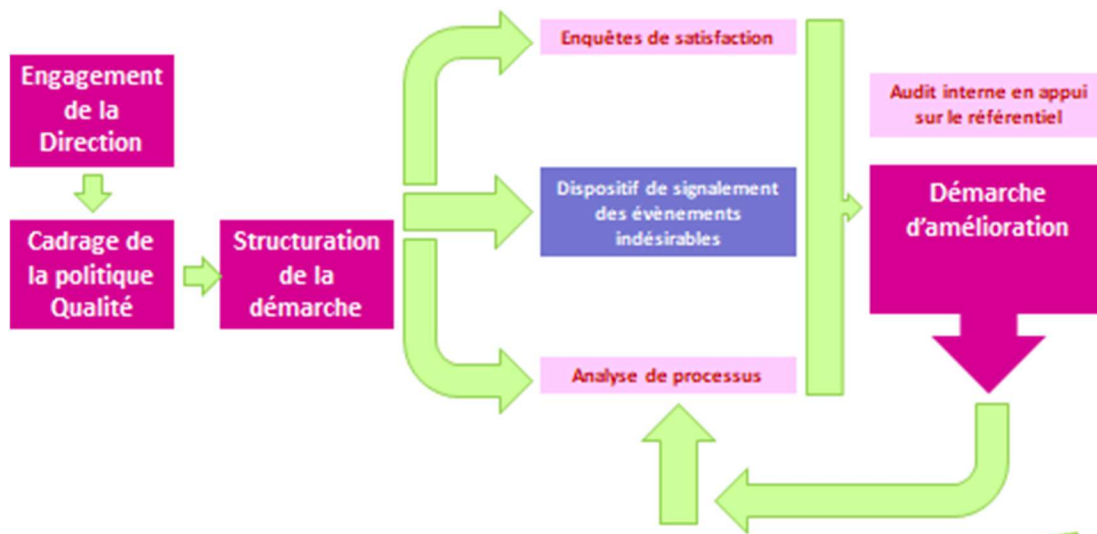 Engagement
de la
Direction
Cadrage de
la politique
Qualité
Structuration
de la
démarche
Enquêtes de satisfaction
Dispositif de signalement
des évènements
indésirables
Analyse de processus
Audit interne en appui
sur le référentiel
Démarche
d'amélioration